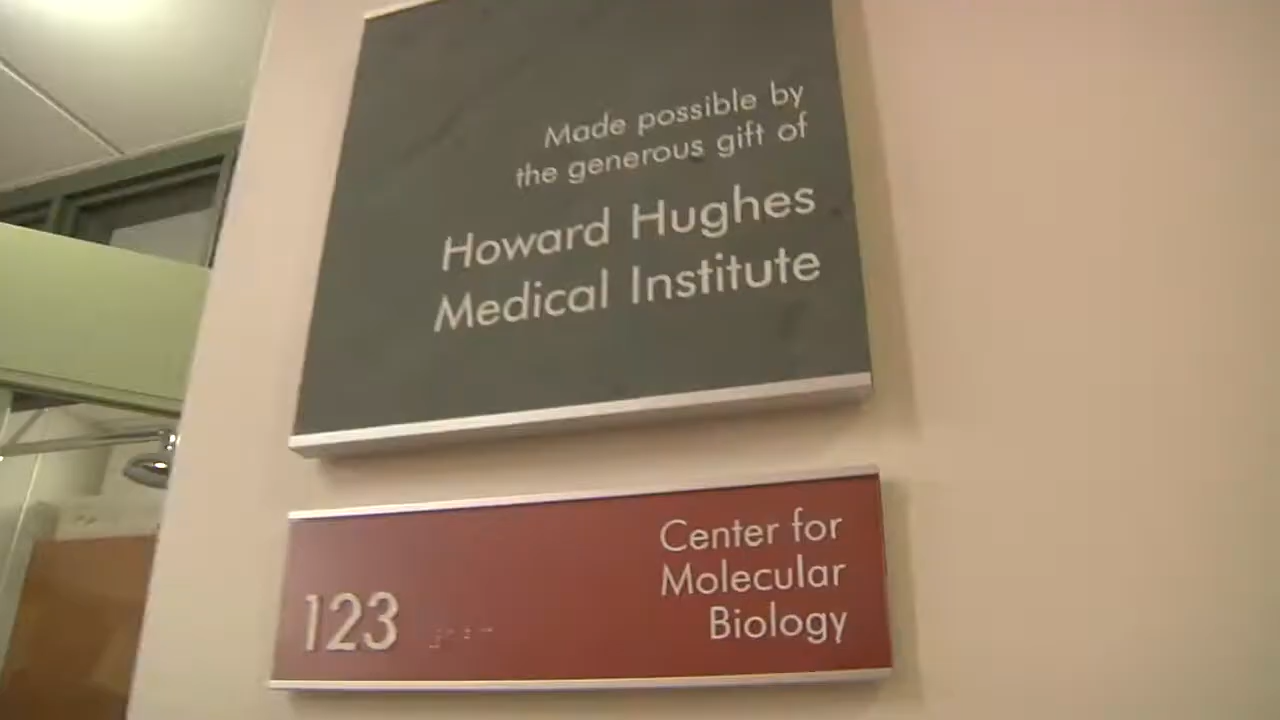 Made possible by
the generous gift of
Howard Hughes
Medical Institute
Center for
Molecular
Biology
123